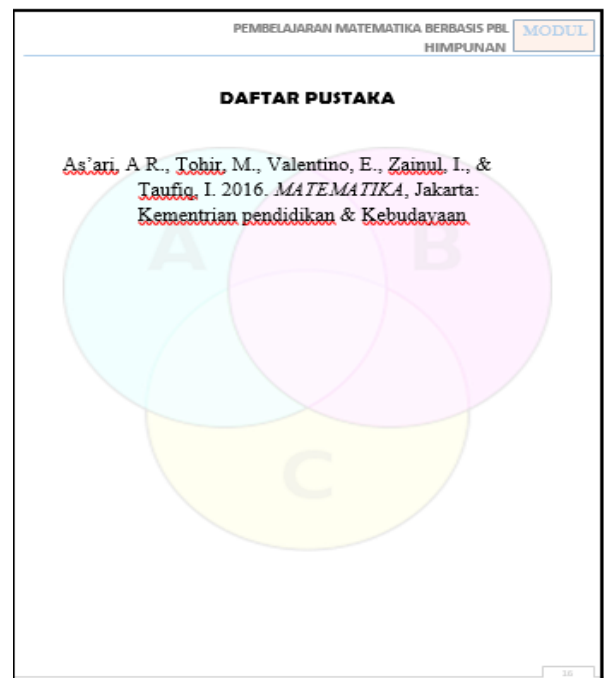 PEMBELAJARAN MATEMATIKA BERBASIS PBL
MODUL
HIMPUNAN
DAFTAR PUSTAKA
As’ari, A R., Tohir, M., Valentino, E., Zainul, I., &
Taufiq, I. 2016. MATEMATIKA, Jakarta:
Kementrian pendidikan & Kebudayaan
A
B
C
16